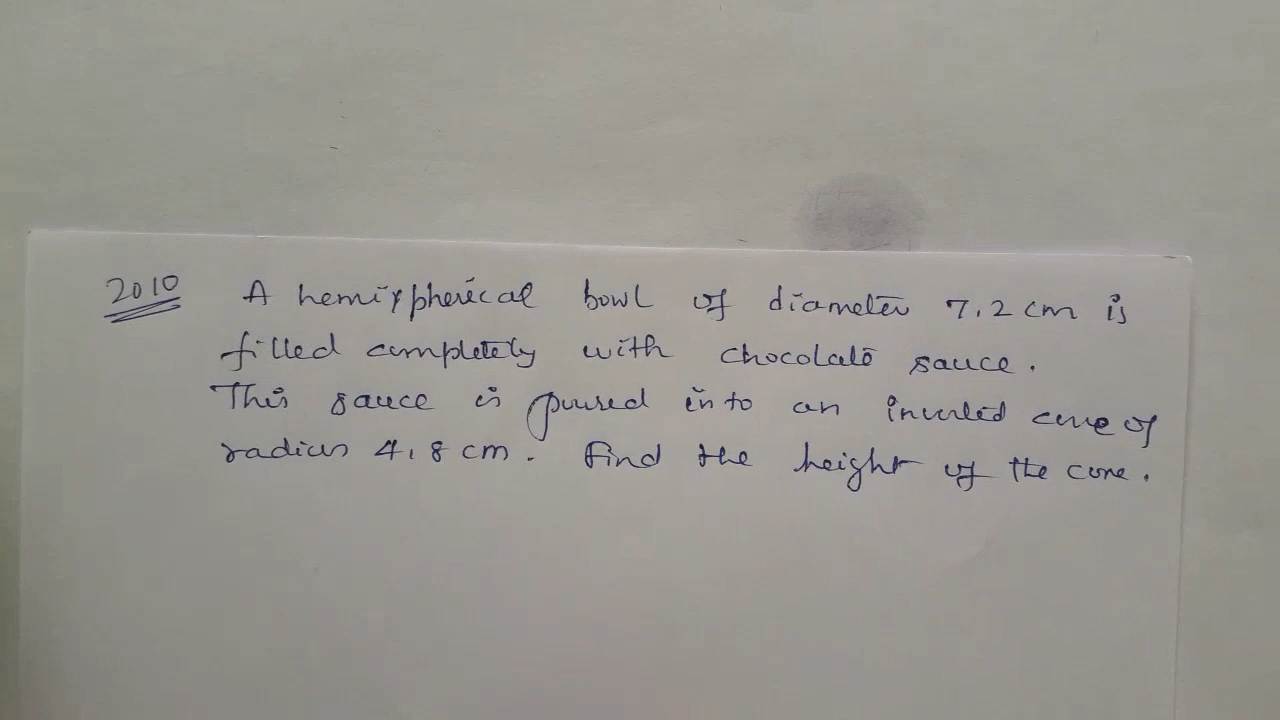 2010 A hemispherical bowl of diameter 7.2 cm is
filled completely with chocolate sauce.
This sauce is poured into an inverted cone of
radius 4.8 cm. Find the height of the cone.